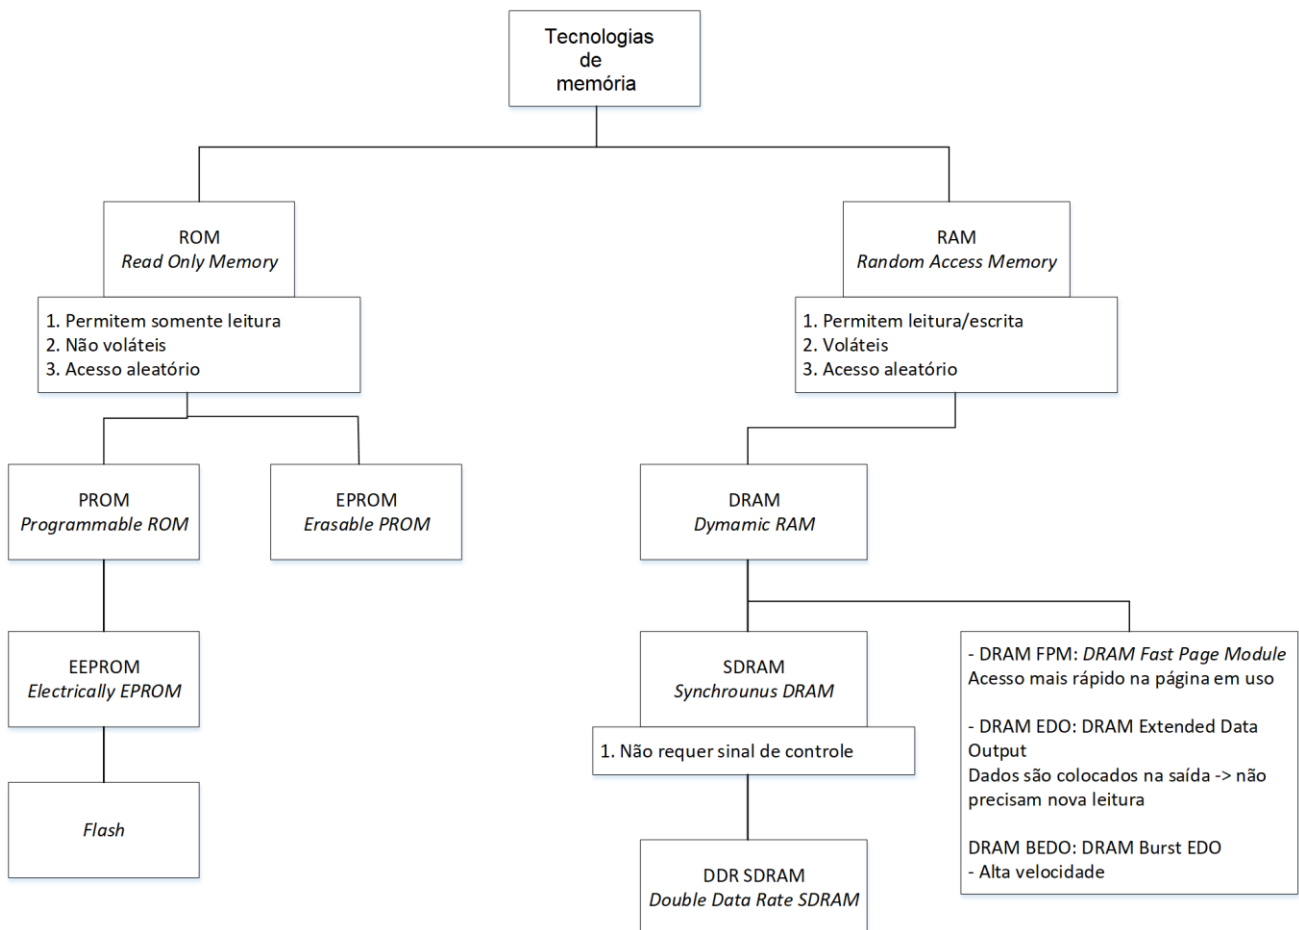 Tecnologias
de
memória
ROM
Read Only Memory
1. Permitem somente leitura
2. Não voláteis
3. Acesso aleatório
RAM
Random Access Memory
1. Permitem leitura/escrita
2. Voláteis
3. Acesso aleatório
PROM
Programmable ROM
EPROM
Erasable PROM
DRAM
Dymamic RAM
EEPROM
Electrically EPROM
SDRAM
Synchrounus DRAM
1. Não requer sinal de controle
- DRAM FPM: DRAM Fast Page Module
Acesso mais rápido na página em uso
- DRAM EDO: DRAM Extended Data
Output
Dados são colocados na saída -> não
precisam nova leitura
DRAM BEDO: DRAM Burst EDO
- Alta velocidade
Flash
DDR SDRAM
Double Data Rate SDRAM